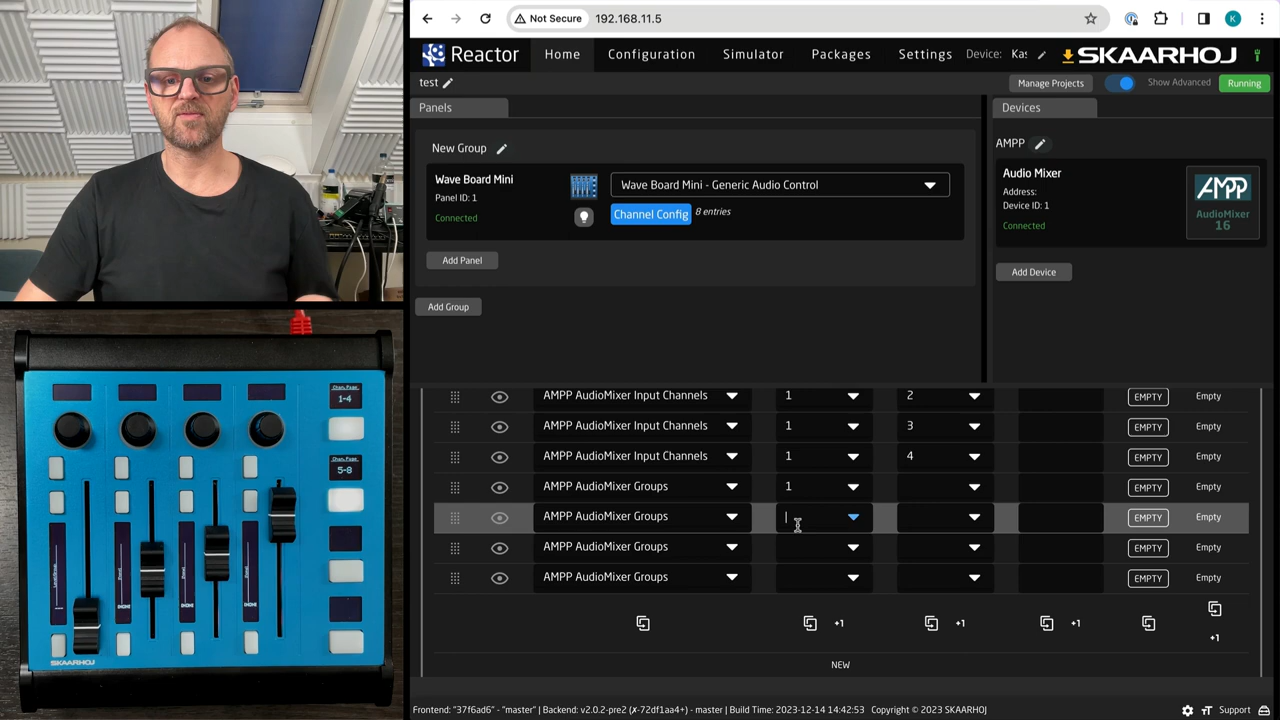 Not Secure
192.168.11.5
K
Reactor
Home
Configuration
Simulator
Packages
Settings
Device:
SKAARHOJ
test
Manage Projects
Show Advanced
Running
Panels
Devices
New Group
AMPP
Wave Board Mini
Panel ID: 1
Connected
Wave Board Mini - Generic Audio Control
Channel Config
8 entries
Audio Mixer
Address:
Device ID: 1
Connected
AMPP
AudioMixer
16
Add Panel
Add Device
Add Group
AMPP AudioMixer Input Channels 1 2 EMPTY Empty
AMPP AudioMixer Input Channels 1 3 EMPTY Empty
AMPP AudioMixer Input Channels 1 4 EMPTY Empty
AMPP AudioMixer Groups 1 EMPTY Empty
AMPP AudioMixer Groups EMPTY Empty
AMPP AudioMixer Groups EMPTY Empty
AMPP AudioMixer Groups EMPTY Empty
+1 +1 +1
+1
NEW
Frontend: "37f6ad6" - "master" | Backend: v2.0.2-pre2 (✗-72df1aa4+) - master | Build Time: 2023-12-14 14:42:53 Copyright © 2023 SKAARHOJ
Support
Chan. Page
1-4
Chan. Page
5-8
SKAARHOJ